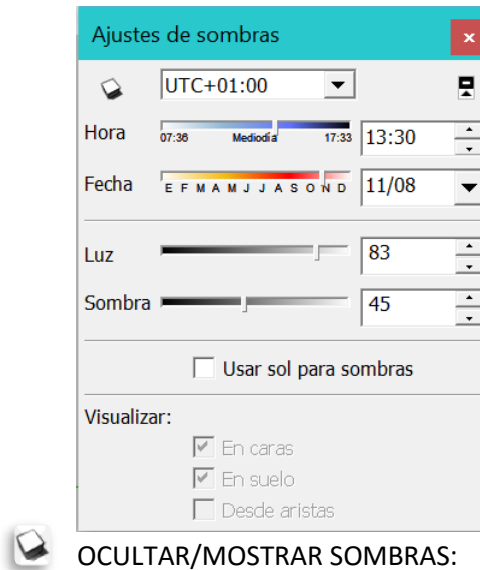 Ajustes de sombras
UTC+01:00
Hora 07:36 Mediodía 17:33 13:30
Fecha E F M A M J J A S O N D 11/08
Luz 83
Sombra 45
Usar sol para sombras
Visualizar:
En caras
En suelo
Desde aristas
OCULTAR/MOSTRAR SOMBRAS: